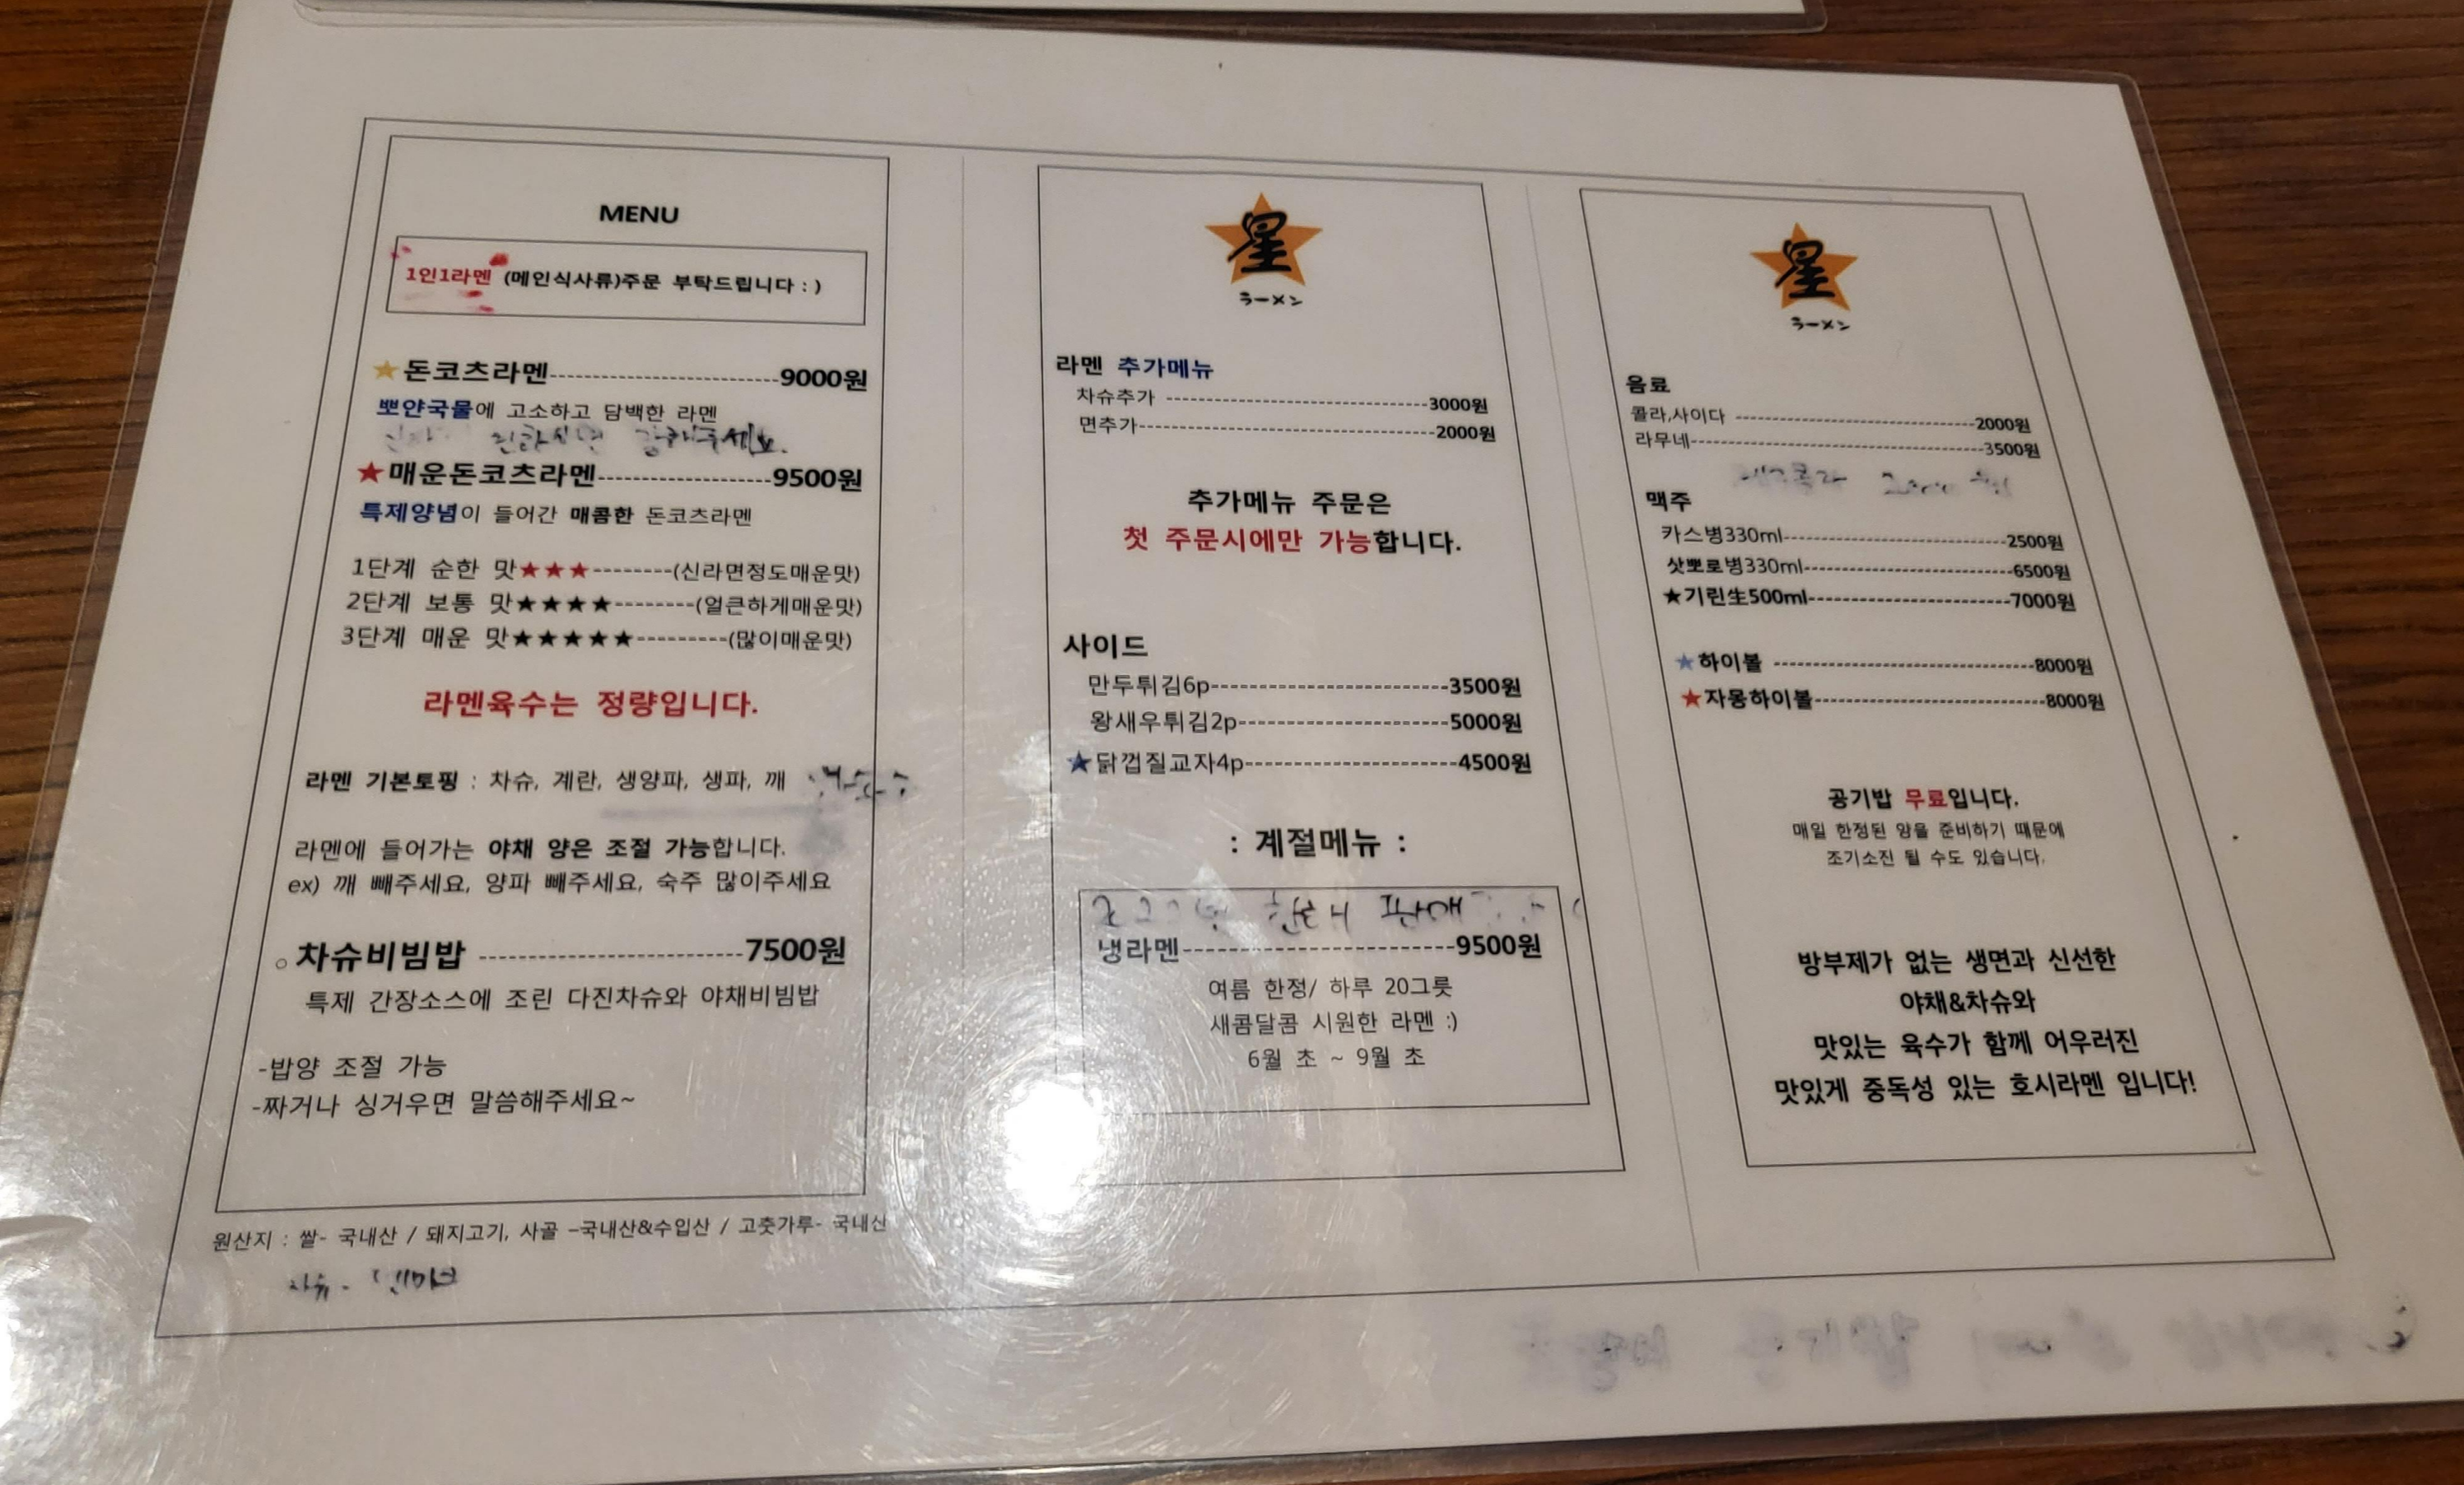 MENU
1인1라멘 (메인식사류)주문 부탁드립니다 : )
★돈코츠라멘------------------------9000원
뽀얀국물에 고소하고 담백한 라멘
★매운돈코츠라멘------------------9500원
특제양념이 들어간 매콤한 돈코츠라멘
1단계 순한 맛★★★--------(신라면정도매운맛)
2단계 보통 맛★★★★--------(얼큰하게매운맛)
3단계 매운 맛★★★★★---------(많이매운맛)
라멘육수는 정량입니다.
라멘 기본토핑 : 차슈, 계란, 생양파, 생파, 깨
라멘에 들어가는 야채 양은 조절 가능합니다.
ex) 깨 빼주세요, 양파 빼주세요, 숙주 많이주세요
○차슈비빔밥 ------------------------7500원
특제 간장소스에 조린 다진차슈와 야채비빔밥
-밥양 조절 가능
-짜거나 싱거우면 말씀해주세요~
원산지 : 쌀- 국내산 / 돼지고기, 사골 –국내산&수입산 / 고춧가루- 국내산
星
ラーメン
라멘 추가메뉴
차슈추가 ------------------------------3000원
면추가----------------------------------2000원
추가메뉴 주문은
첫 주문시에만 가능합니다.
사이드
만두튀김6p------------------------3500원
왕새우튀김2p---------------------5000원
★닭껍질교자4p---------------------4500원
: 계절메뉴 :
냉라멘---------------------------9500원
여름 한정/ 하루 20그릇
새콤달콤 시원한 라멘 :)
6월 초 ~ 9월 초
星
ラーメン
음료
콜라,사이다 ---------------------------2000원
라무네---------------------------------3500원
맥주
카스병330ml--------------------------2500원
삿뽀로병330ml------------------------6500원
★기린生500ml-----------------------7000원
★하이볼 ------------------------------8000원
★자몽하이볼--------------------------8000원
공기밥 무료입니다.
매일 한정된 양을 준비하기 때문에
조기소진 될 수도 있습니다.
방부제가 없는 생면과 신선한
야채&차슈와
맛있는 육수가 함께 어우러진
맛있게 중독성 있는 호시라멘 입니다!